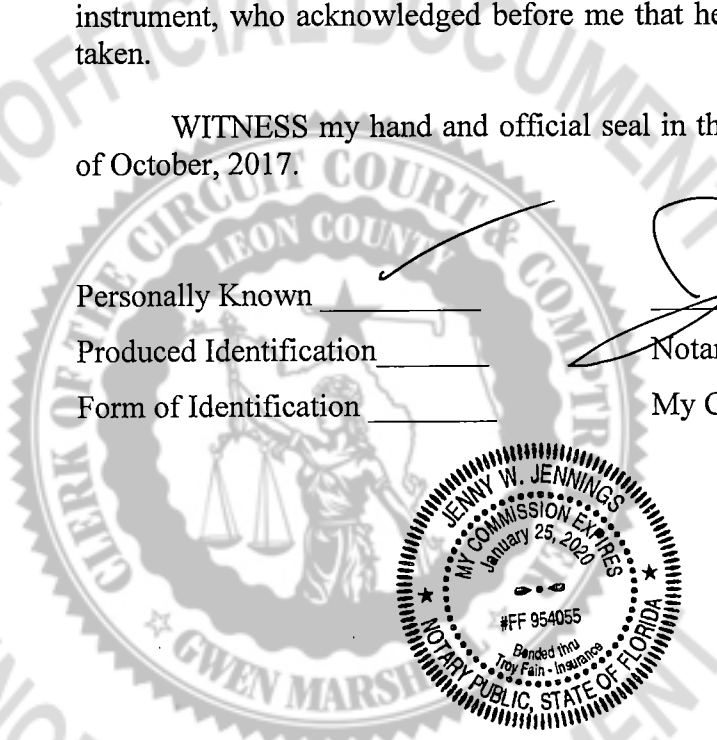 instrument, who acknowledged before me that he
taken.
WITNESS my hand and official seal in th
of October, 2017.
Personally Known
Produced Identification
Form of Identification
Notar
My C
JENNY W. JENNINGS
MY COMMISSION EXPIRES
January 25, 2020
#FF 954055
Bonded thru
Troy Fain - Insurance
NOTARY PUBLIC, STATE OF FLORIDA
UNOFFICIAL DOCUMENT
CLERK OF THE CIRCUIT COURT & COMPTR
LEON COUNTY
GWEN MARSH